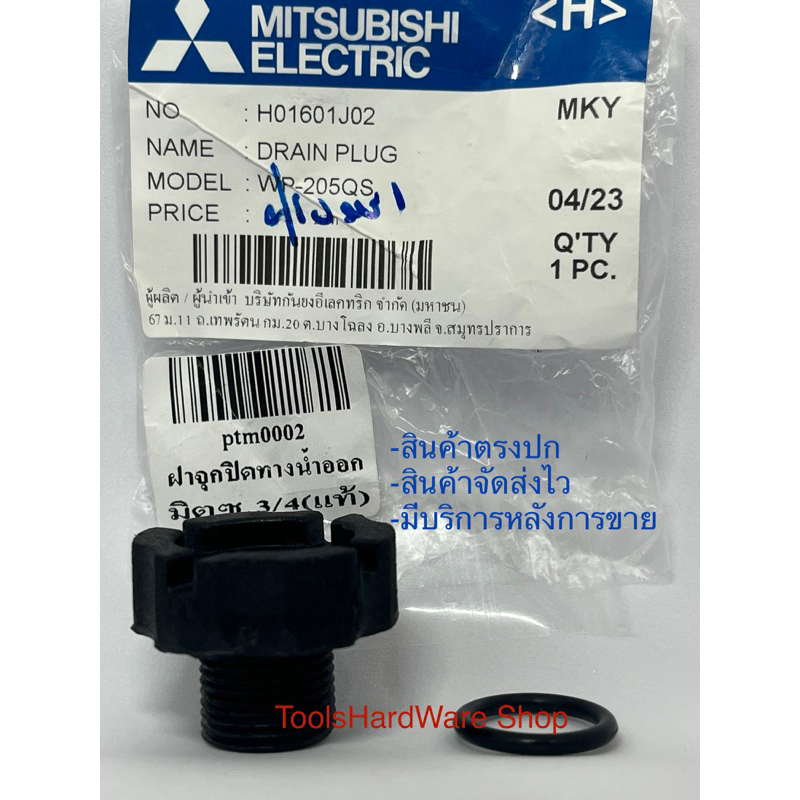 MITSUBISHI
ELECTRIC
<H>
NO : H01601J02
MKY
NAME : DRAIN PLUG
MODEL : WP-205QS
04/23
PRICE :
Q'TY
1 PC.
ผู้ผลิต / ผู้นำเข้า บริษัทกันยงอีเลคทริก จำกัด (มหาชน)
67 ม.11 ถ.เทพรัตน กม.20 ต.บางโฉลง อ.บางพลี จ.สมุทรปราการ
ptm0002
ฝาจุกปิดทางน้ำออก
มิตซู 3/4(แท้)
-สินค้าตรงปก
-สินค้าจัดส่งไว
-มีบริการหลังการขาย
ToolsHardWare Shop